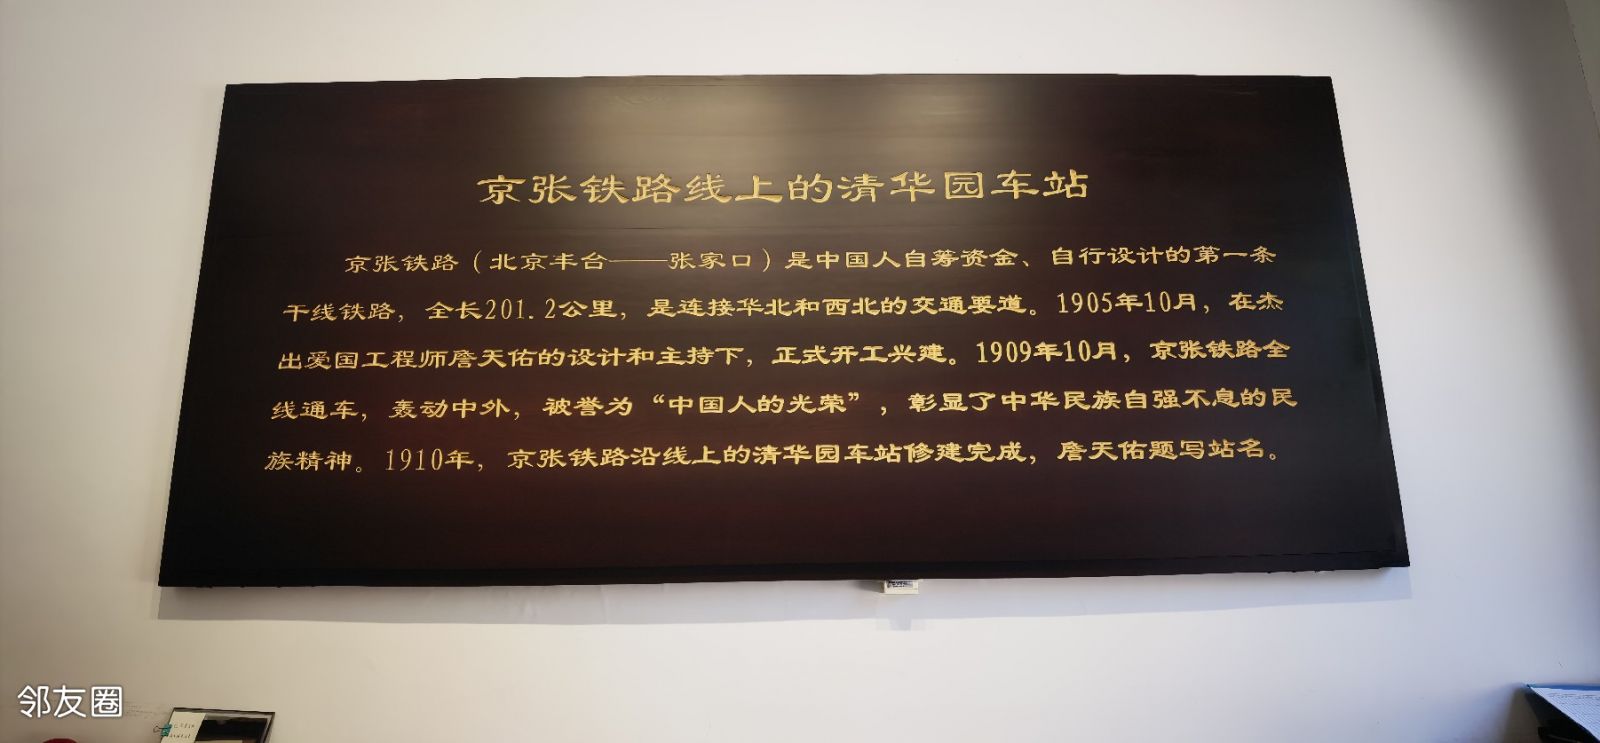 京张铁路线上的清华园车站
京张铁路（北京丰台——张家口）是中国人自筹资金、自行设计的第一条
干线铁路，全长201.2公里，是连接华北和西北的交通要道。1905年10月，在杰
出爱国工程师詹天佑的设计和主持下，正式开工兴建。1909年10月，京张铁路全
线通车，轰动中外，被誉为“中国人的光荣”，彰显了中华民族自强不息的民
族精神。1910年，京张铁路沿线上的清华园车站修建完成，詹天佑题写站名。
邻友圈